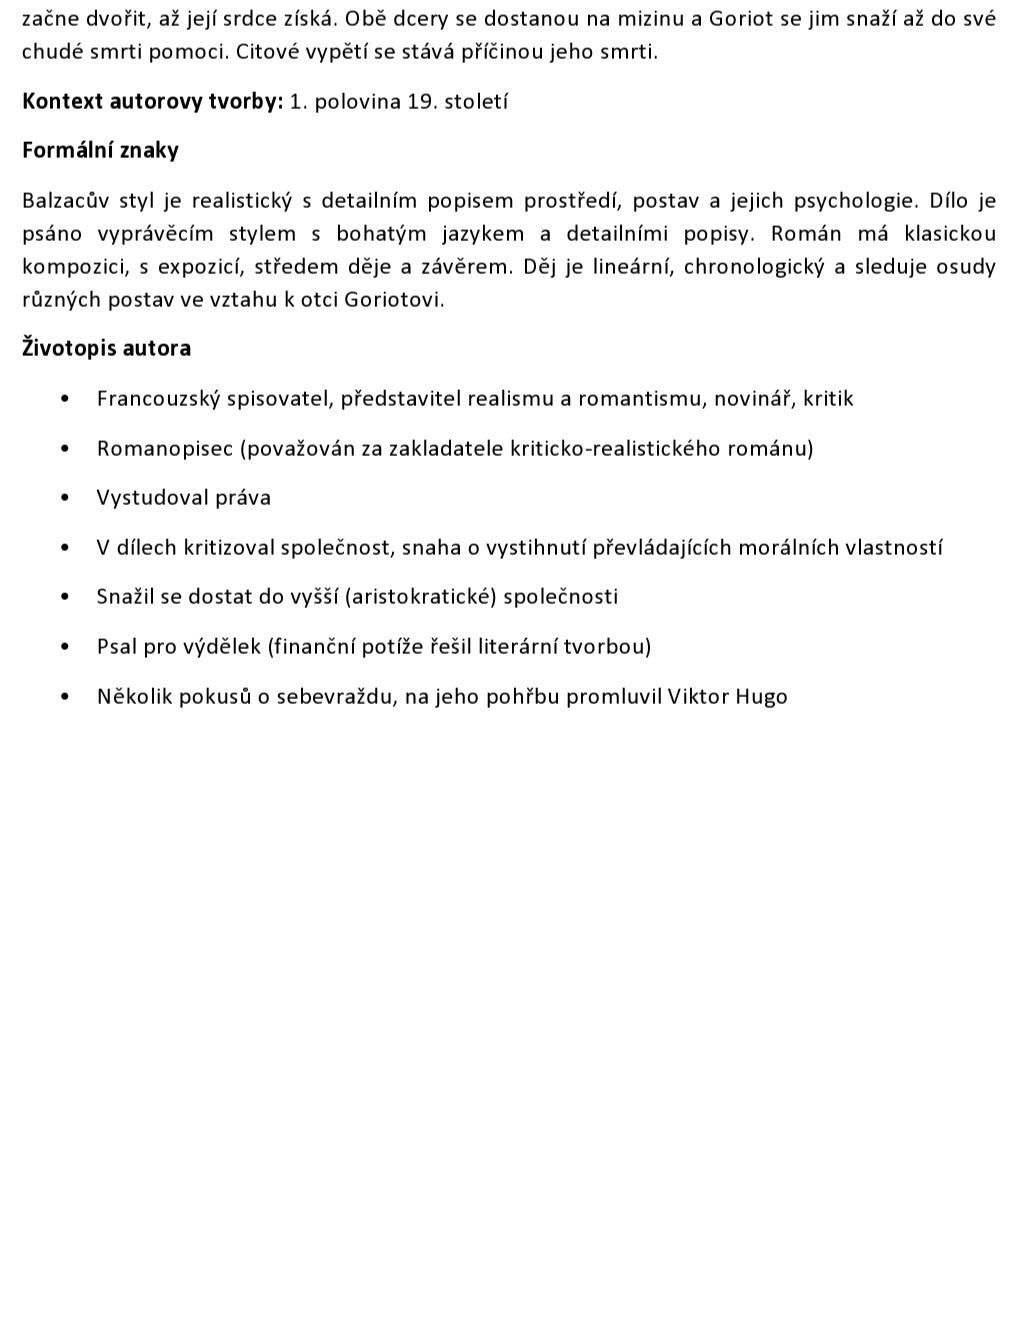 začne dvořit, až její srdce získá. Obě dcery se dostanou na mizinu a Goriot se jim snaží až do své
chudé smrti pomoci. Citové vypětí se stává příčinou jeho smrti.
Kontext autorovy tvorby: 1. polovina 19. století
Formální znaky
Balzacův styl je realistický s detailním popisem prostředí, postav a jejich psychologie. Dílo je
psáno vyprávěcím stylem s bohatým jazykem a detailními popisy. Román má klasickou
kompozici, s expozicí, středem děje a závěrem. Děj je lineární, chronologický a sleduje osudy
různých postav ve vztahu k otci Goriotovi.
Životopis autora
• Francouzský spisovatel, představitel realismu a romantismu, novinář, kritik
• Romanopisec (považován za zakladatele kriticko-realistického románu)
• Vystudoval práva
• V dílech kritizoval společnost, snaha o vystihnutí převládajících morálních vlastností
• Snažil se dostat do vyšší (aristokratické) společnosti
• Psal pro výdělek (finanční potíže řešil literární tvorbou)
• Několik pokusů o sebevraždu, na jeho pohřbu promluvil Viktor Hugo